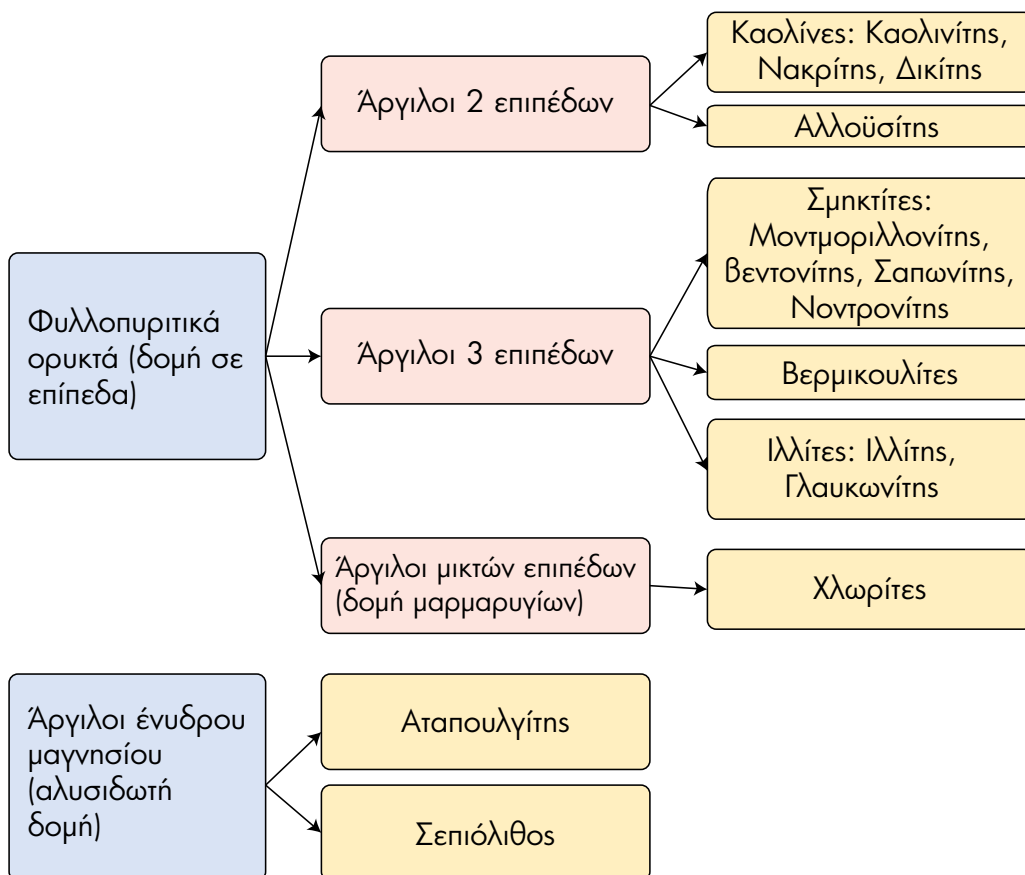 Καολίνες: Καολινίτης,
Νακρίτης, Δικίτης
Άργιλοι 2 επιπέδων
Αλλοϋσίτης
Σμηκτίτες:
Μοντμοριλλονίτης,
βεντονίτης, Σαπωνίτης,
Νοντρονίτης
Φυλλοπυριτικά
ορυκτά (δομή σε
επίπεδα)
Άργιλοι 3 επιπέδων
Βερμικουλίτες
Ιλλίτες: Ιλλίτης,
Γλαυκωνίτης
Άργιλοι μικτών επιπέδων
(δομή μαρμαρυγίων)
Χλωρίτες
Άργιλοι ένυδρου
μαγνησίου
(αλυσιδωτή
δομή)
Αταπουλγίτης
Σεπιόλιθος